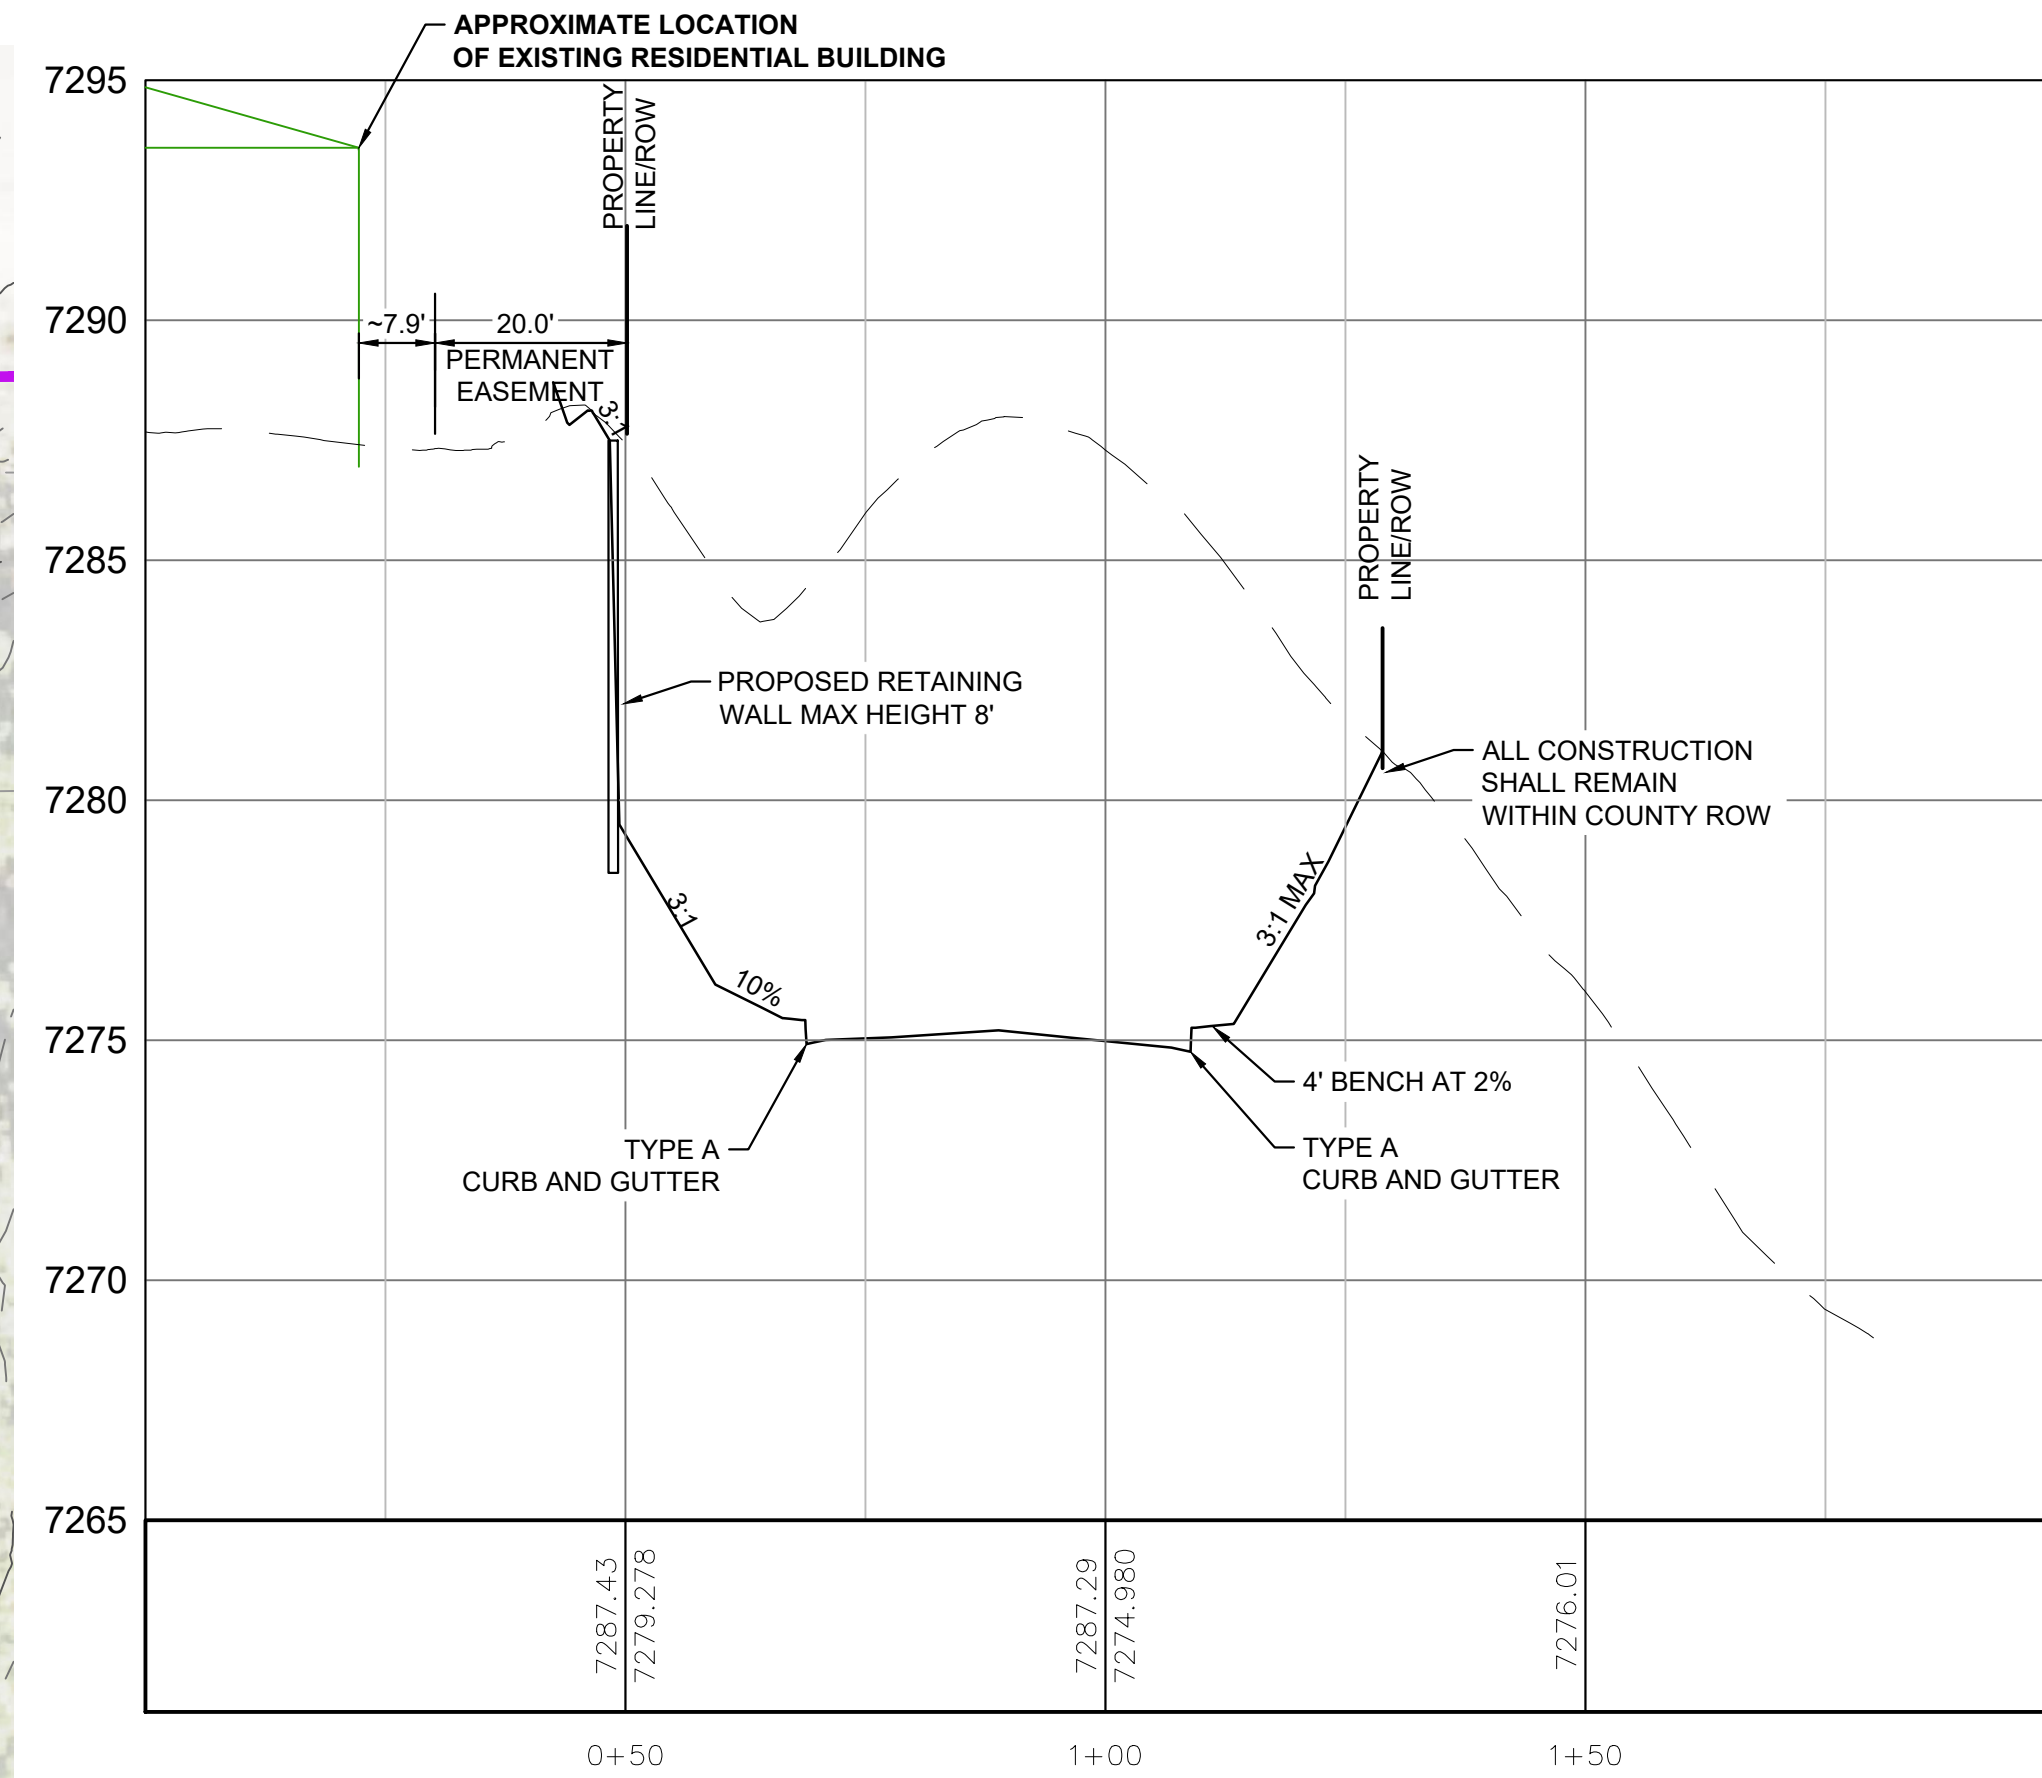 APPROXIMATE LOCATION
OF EXISTING RESIDENTIAL BUILDING
7295
PROPERTY
LINE/ROW
7290
~7.9'
20.0'
PERMANENT
EASEMENT
3:1
PROPERTY
LINE/ROW
7285
PROPOSED RETAINING
WALL MAX HEIGHT 8'
ALL CONSTRUCTION
SHALL REMAIN
WITHIN COUNTY ROW
7280
3:1
3:1 MAX
10%
7275
4' BENCH AT 2%
TYPE A
CURB AND GUTTER
TYPE A
CURB AND GUTTER
7270
7265
7287.43
7279.278
7287.29
7274.980
7276.01
0+50
1+00
1+50